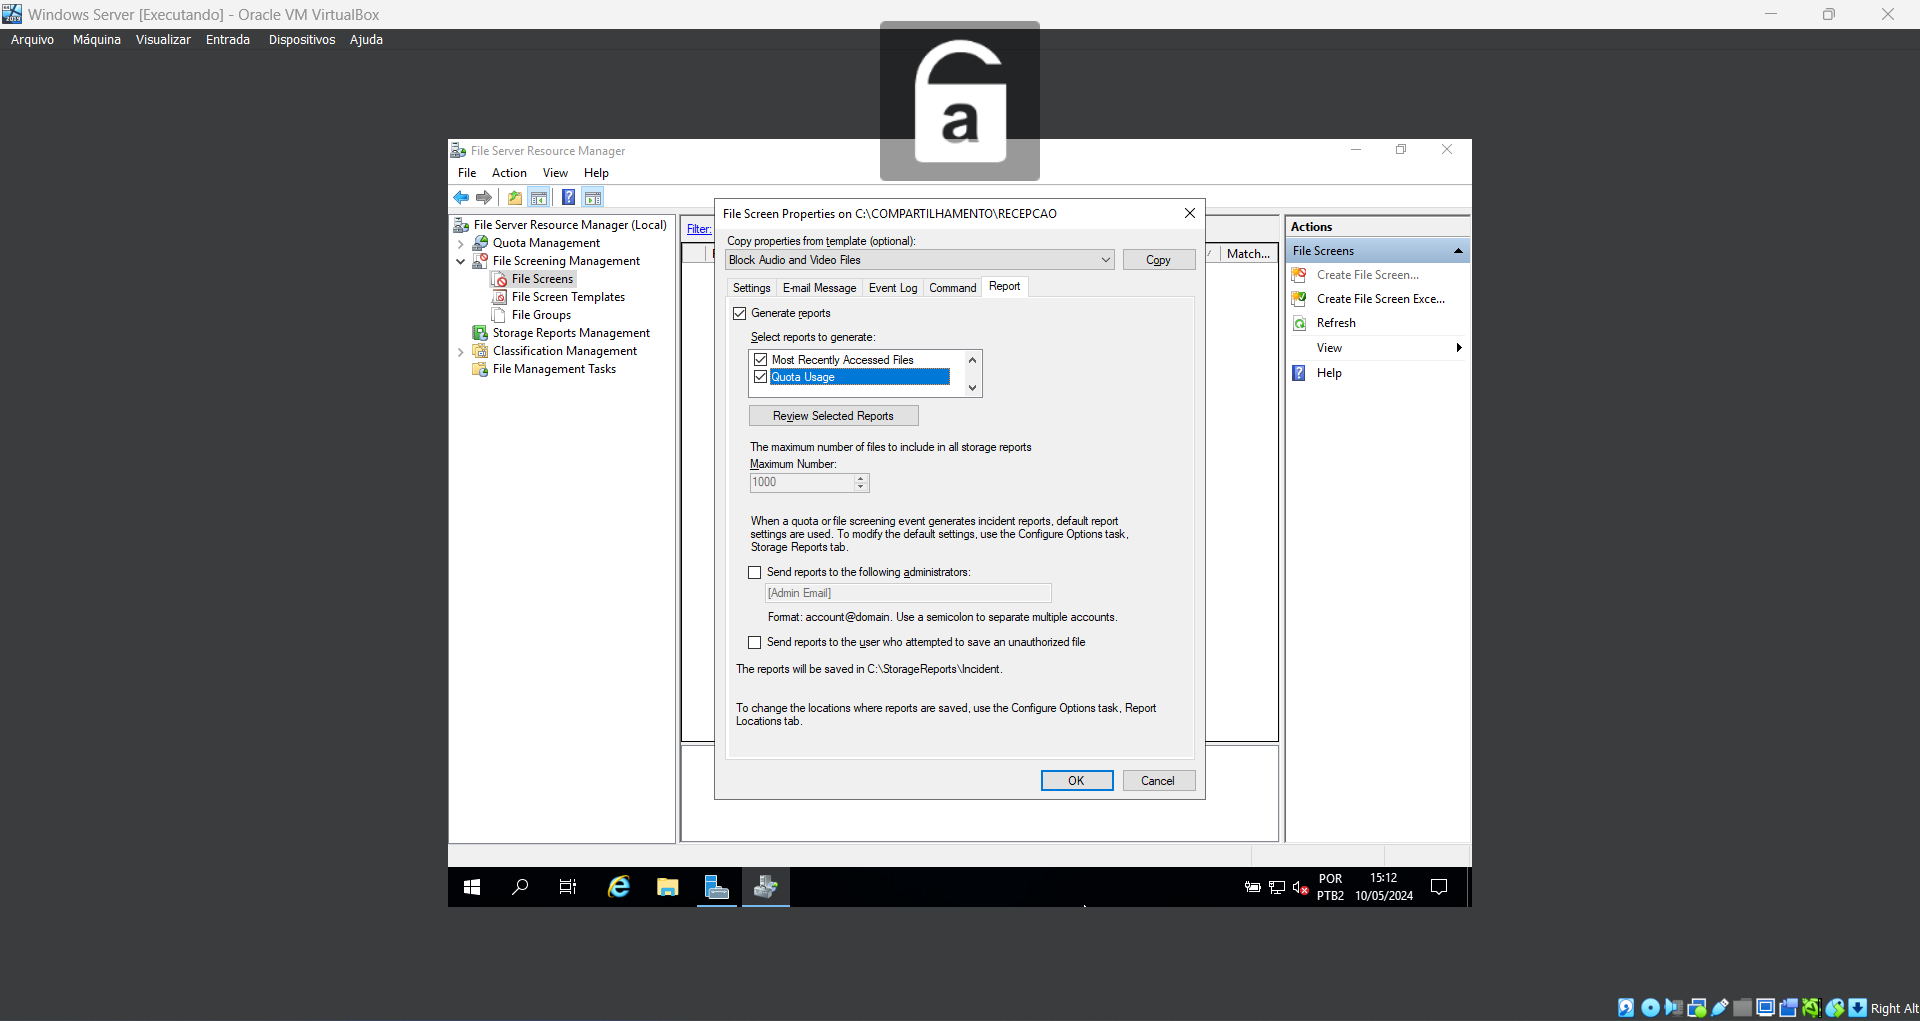 Windows Server [Executando] - Oracle VM VirtualBox
Arquivo Máquina Visualizar Entrada Dispositivos Ajuda
a
File Server Resource Manager
File Action View Help
File Server Resource Manager (Local)
Quota Management
File Screening Management
File Screens
File Screen Templates
File Groups
Storage Reports Management
Classification Management
File Management Tasks
Filter:
Match...
File Screen Properties on C:\COMPARTILHAMENTO\RECEPCAO
Copy properties from template (optional):
Block Audio and Video Files
Copy
Settings E-mail Message Event Log Command Report
Generate reports
Select reports to generate:
Most Recently Accessed Files
Quota Usage
Review Selected Reports
The maximum number of files to include in all storage reports
Maximum Number:
1000
When a quota or file screening event generates incident reports, default report
settings are used. To modify the default settings, use the Configure Options task,
Storage Reports tab.
Send reports to the following administrators:
[Admin Email]
Format: account@domain. Use a semicolon to separate multiple accounts.
Send reports to the user who attempted to save an unauthorized file
The reports will be saved in C:\StorageReports\Incident.
To change the locations where reports are saved, use the Configure Options task, Report
Locations tab.
OK Cancel
Actions
File Screens
Create File Screen...
Create File Screen Exce...
Refresh
View
Help
POR
PTB2
15:12
10/05/2024
Right Alt